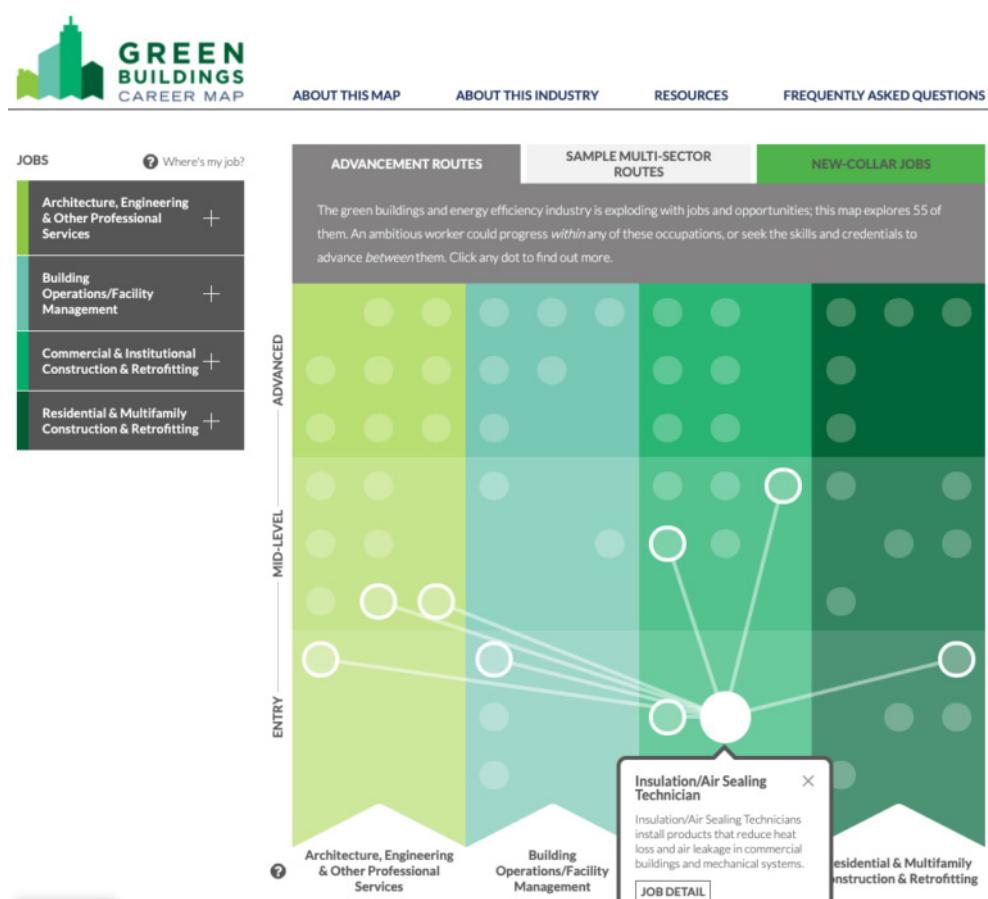 GREEN
BUILDINGS
CAREER MAP
ABOUT THIS MAP
ABOUT THIS INDUSTRY
RESOURCES
FREQUENTLY ASKED QUESTIONS
JOBS
? Where's my job?
Architecture, Engineering
& Other Professional
Services
Building
Operations/Facility
Management
Commercial & Institutional
Construction & Retrofitting
Residential & Multifamily
Construction & Retrofitting
ADVANCEMENT ROUTES
SAMPLE MULTI-SECTOR
ROUTES
NEW-COLLAR JOBS
The green buildings and energy efficiency industry is exploding with jobs and opportunities; this map explores 55 of
them. An ambitious worker could progress within any of these occupations, or seek the skills and credentials to
advance between them. Click any dot to find out more.
ADVANCED
MID-LEVEL
ENTRY
Insulation/Air Sealing
Technician
Insulation/Air Sealing Technicians
install products that reduce heat
loss and air leakage in commercial
buildings and mechanical systems.
JOB DETAIL
?
Architecture, Engineering
& Other Professional
Services
Building
Operations/Facility
Management
esidential & Multifamily
nstruction & Retrofitting